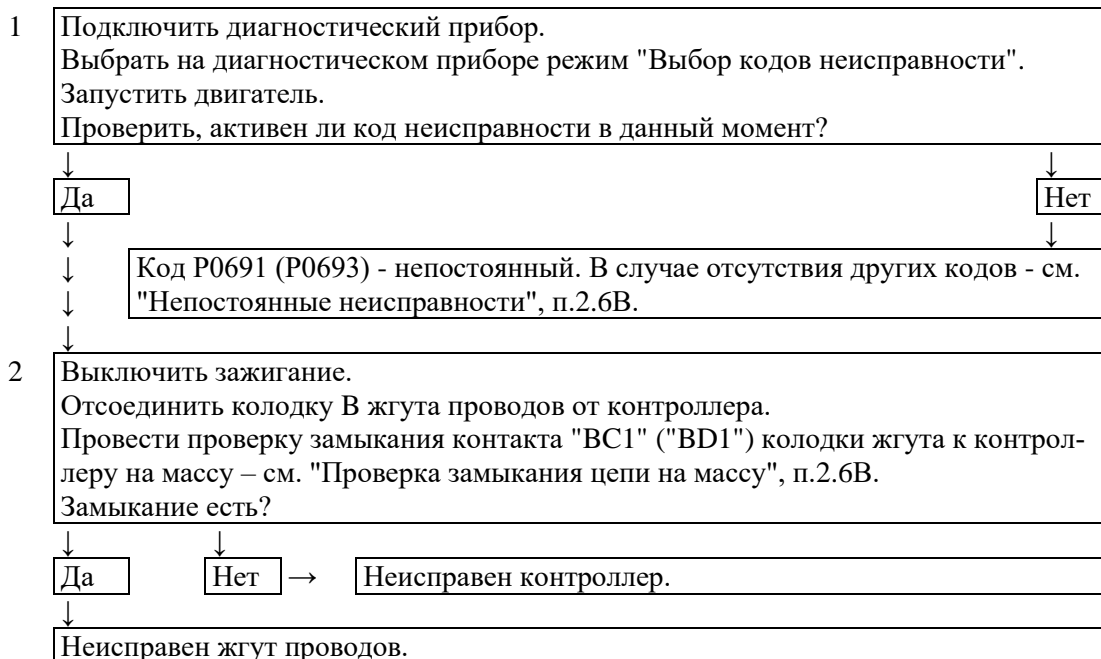 1 Подключить диагностический прибор.
Выбрать на диагностическом приборе режим "Выбор кодов неисправности".
Запустить двигатель.
Проверить, активен ли код неисправности в данный момент?
↓ ↓
Да Нет
↓ ↓
↓ Код P0691 (P0693) - непостоянный. В случае отсутствия других кодов - см.
↓ "Непостоянные неисправности", п.2.6В.
↓
2 Выключить зажигание.
Отсоединить колодку В жгута проводов от контроллера.
Провести проверку замыкания контакта "BC1" ("BD1") колодки жгута к контрол-
леру на массу – см. "Проверка замыкания цепи на массу", п.2.6В.
Замыкание есть?
↓ ↓
Да Нет → Неисправен контроллер.
↓
Неисправен жгут проводов.